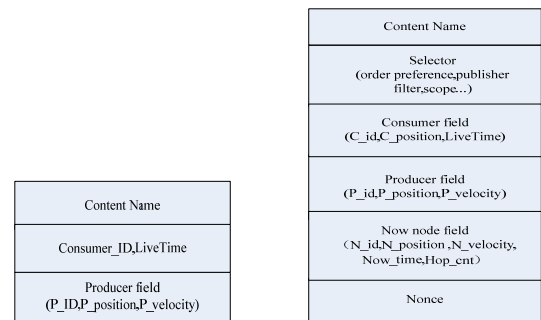 Content Name
Consumer_ID,LiveTime
Producer field
(P_ID,P_position,P_velocity)
Content Name
Selector
(order preference,publisher
filter,scope...)
Consumer field
(C_id,C_position,LiveTime)
Producer field
(P_id,P_position,P_velocity)
Now node field
(N_id,N_position ,N_velocity,
Now_time,Hop_cnt)
Nonce